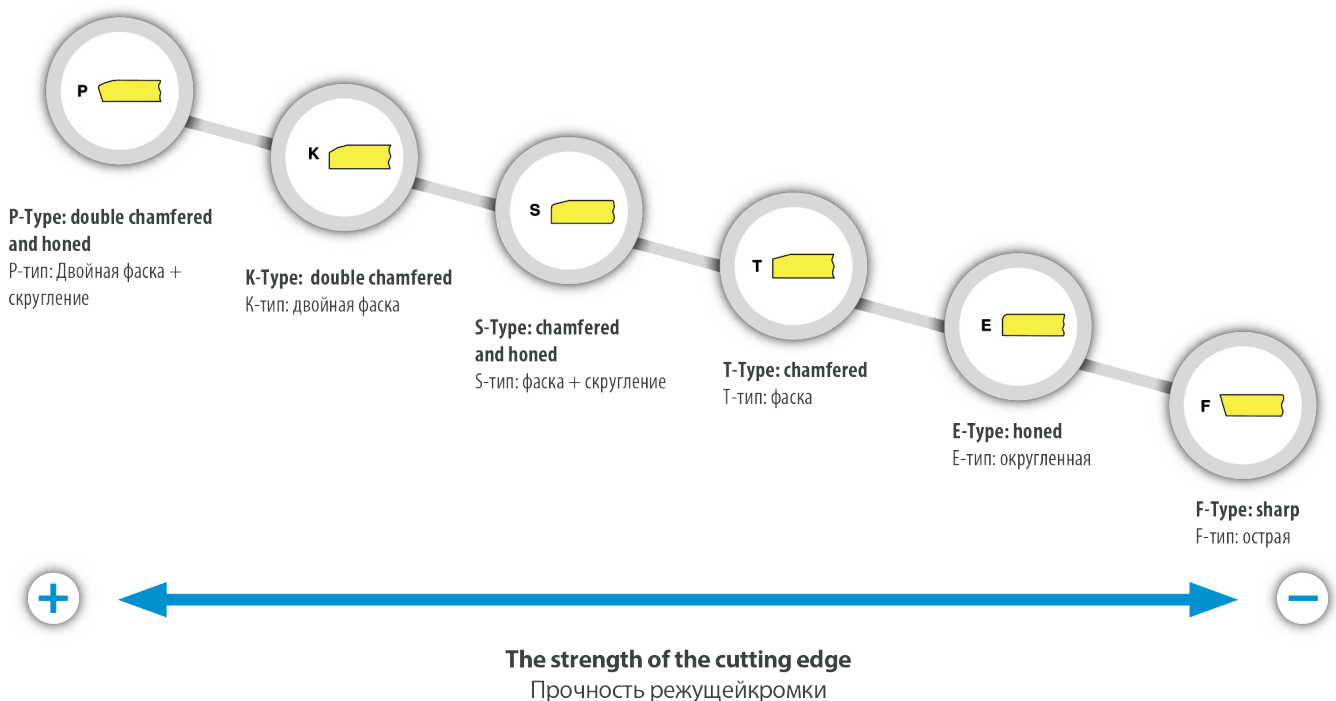 P
K
S
T
E
F
P-Type: double chamfered
and honed
Р-тип: Двойная фаска +
скругление
K-Type: double chamfered
К-тип: двойная фаска
S-Type: chamfered
and honed
S-тип: фаска + скругление
T-Type: chamfered
Т-тип: фаска
E-Type: honed
Е-тип: округленная
F-Type: sharp
F-тип: острая
+
−
The strength of the cutting edge
Прочность режущейкромки